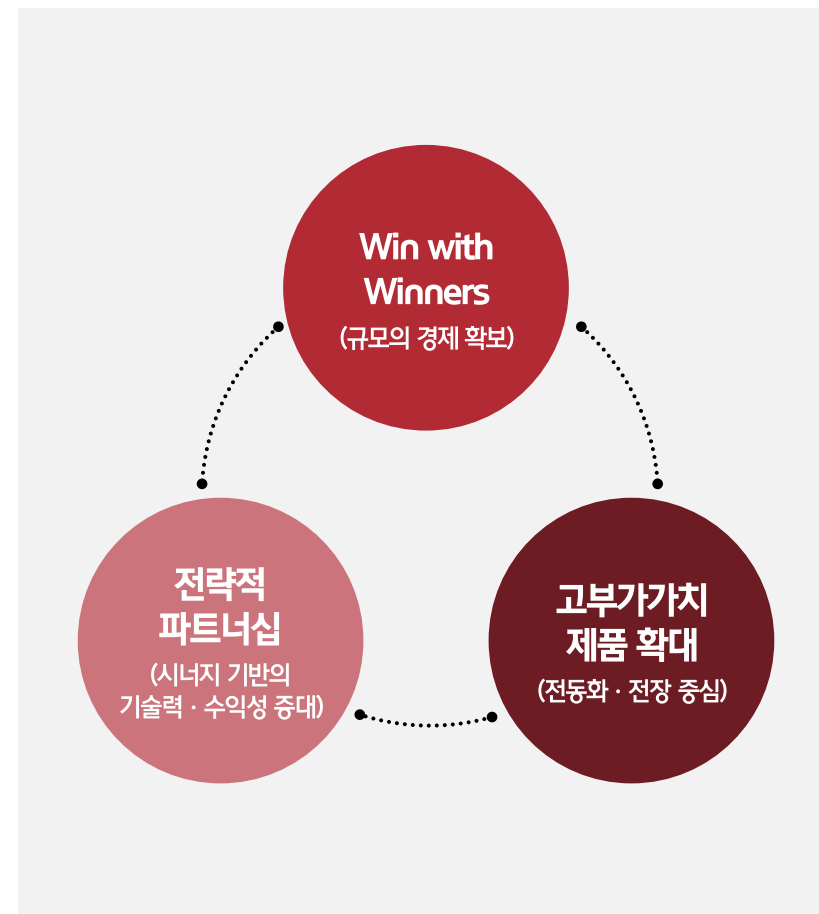 Win with
Winners
(규모의 경제 확보)
전략적
파트너십
(시너지 기반의
기술력 · 수익성 증대)
고부가가치
제품 확대
(전동화 · 전장 중심)